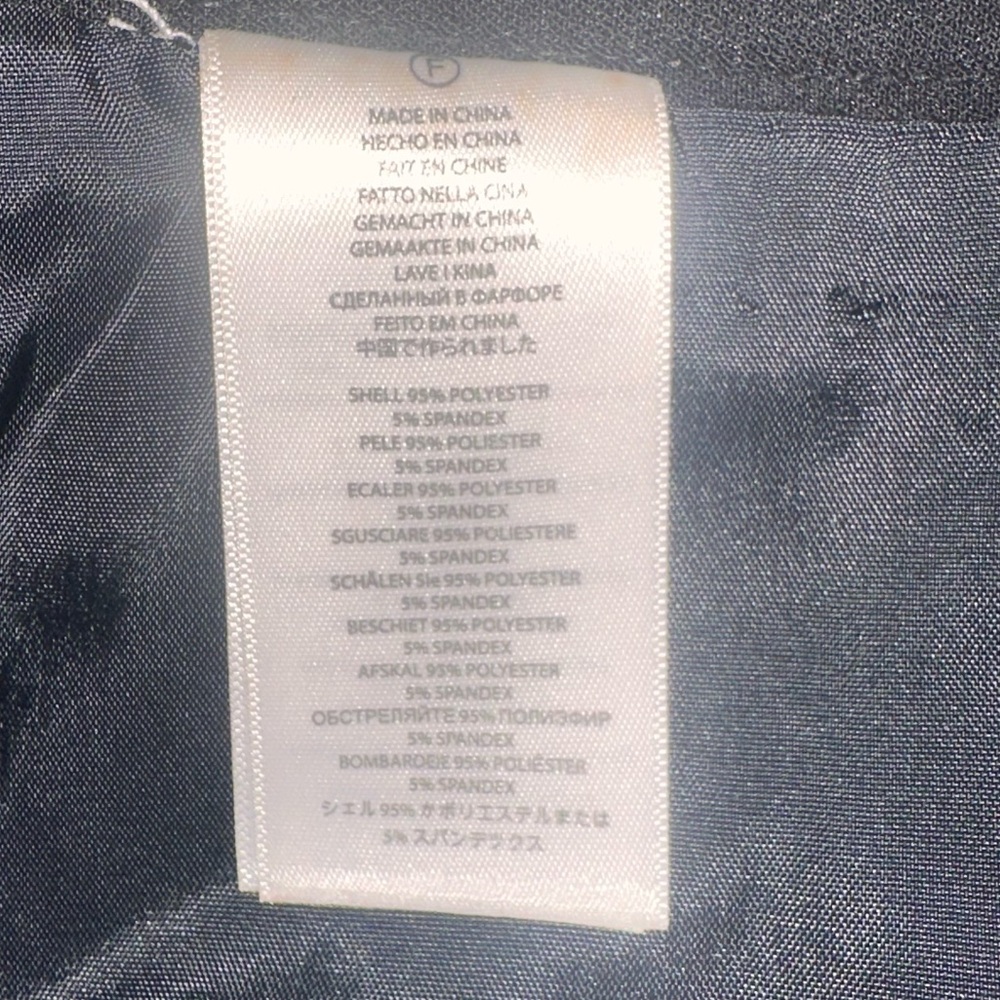 F
MADE IN CHINA
HECHO EN CHINA
FAIT EN CHINE
FATTO NELLA CINA
GEMACHT IN CHINA
GEMAAKTE IN CHINA
LAVE I KINA
СДЕЛАННЫЙ В ФАРФОРЕ
FEITO EM CHINA
中国で作られました
SHELL 95% POLYESTER
5% SPANDEX
PELE 95% POLIESTER
5% SPANDEX
ECALER 95% POLYESTER
5% SPANDEX
SGUSCIARE 95% POLIESTERE
5% SPANDEX
SCHÄLEN Sie 95% POLYESTER
5% SPANDEX
BESCHIET 95% POLYESTER
5% SPANDEX
AFSKAL 95% POLYESTER
5% SPANDEX
ОБСТРЕЛЯЙТЕ 95% ПОЛИЭФИР
5% SPANDEX
BOMBARDEIE 95% POLIÉSTER
5% SPANDEX
シェル 95% かポリエステルまたは
5% スパンデックス